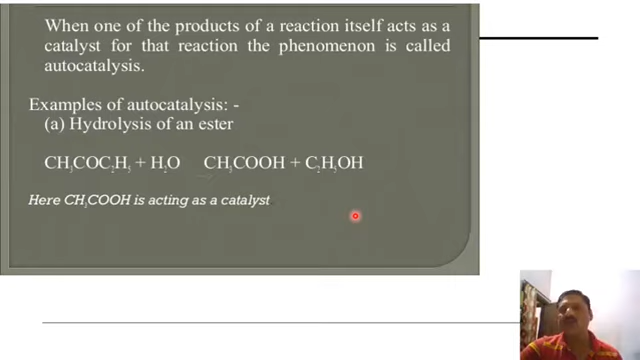 When one of the products of a reaction itself acts as a
catalyst for that reaction the phenomenon is called
autocatalysis.
Examples of autocatalysis: -
(a) Hydrolysis of an ester
CH₃COC₂H₅ + H₂O → CH₃COOH + C₂H₅OH
Here CH₃COOH is acting as a catalyst